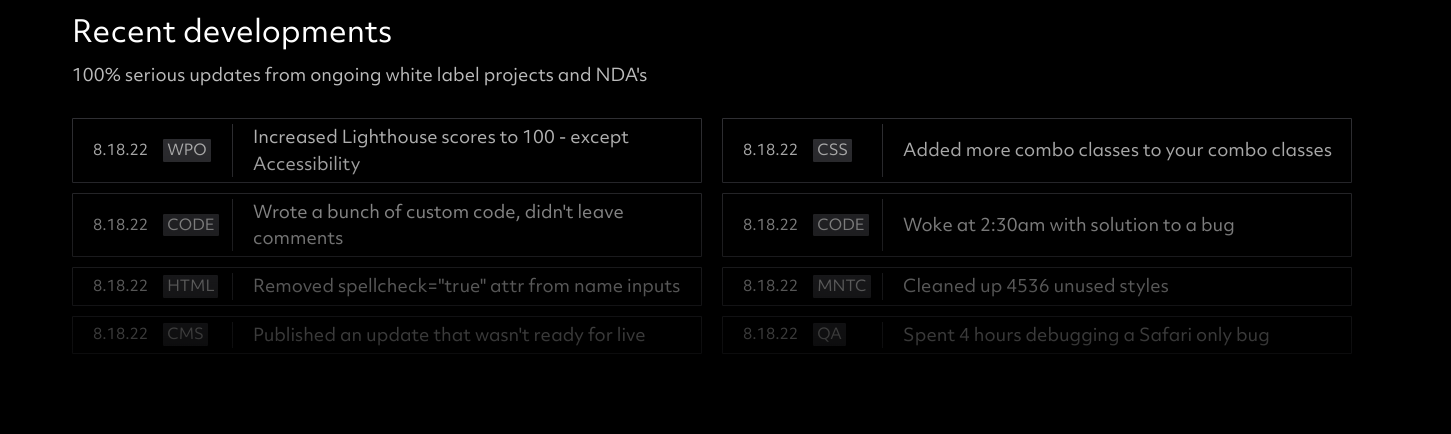 Recent developments
100% serious updates from ongoing white label projects and NDA's
8.18.22 WPO Increased Lighthouse scores to 100 - except
Accessibility
8.18.22 CSS Added more combo classes to your combo classes
8.18.22 CODE Wrote a bunch of custom code, didn't leave
comments
8.18.22 CODE Woke at 2:30am with solution to a bug
8.18.22 HTML Removed spellcheck="true" attr from name inputs
8.18.22 MNTC Cleaned up 4536 unused styles
8.18.22 CMS Published an update that wasn't ready for live
8.18.22 QA Spent 4 hours debugging a Safari only bug